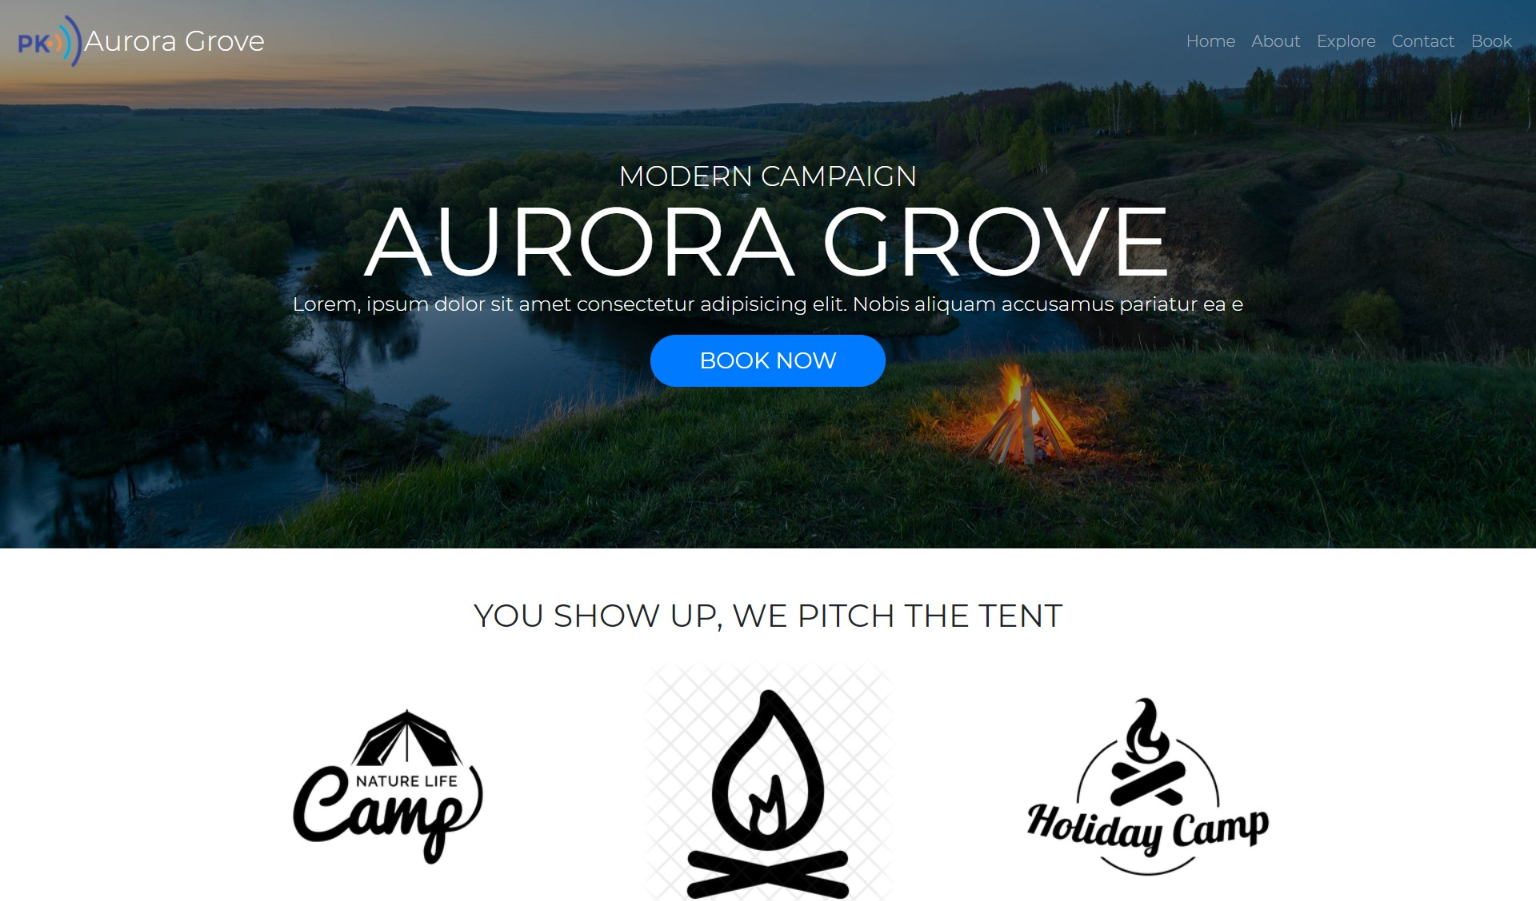 PK Aurora Grove
Home About Explore Contact Book
MODERN CAMPAIGN
AURORA GROVE
Lorem, ipsum dolor sit amet consectetur adipisicing elit. Nobis aliquam accusamus pariatur ea e
BOOK NOW
YOU SHOW UP, WE PITCH THE TENT
NATURE LIFE
Camp
Holiday Camp